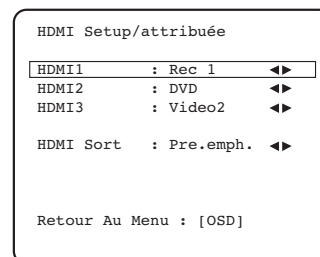 HDMI Setup/attribuée
HDMI1 : Rec 1 ◀▶
HDMI2 : DVD ◀▶
HDMI3 : Video2 ◀▶
HDMI Sort : Pre.emph. ◀▶
Retour Au Menu : [OSD]